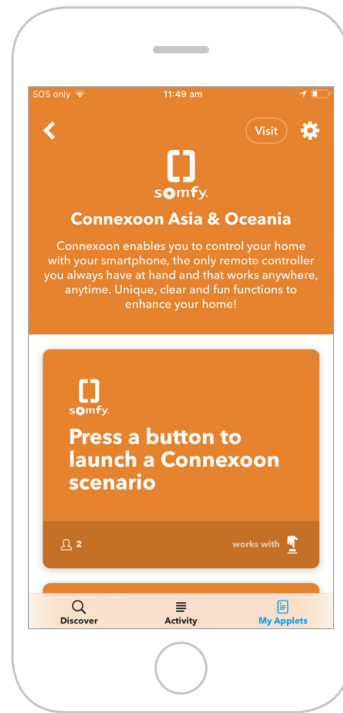 SOS only 11:49 am
Visit
somfy.
Connexoon Asia & Oceania
Connexoon enables you to control your home
with your smartphone, the only remote controller
you always have at hand and that works anywhere,
anytime. Unique, clear and fun functions to
enhance your home!
somfy.
Press a button to
launch a Connexoon
scenario
2 works with
Discover Activity My Applets